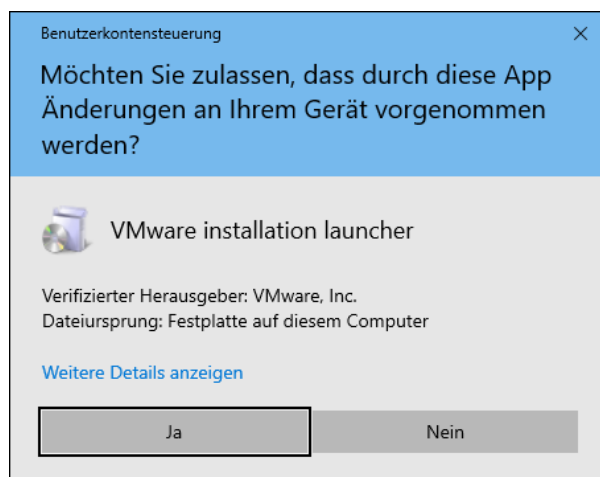 Benutzerkontensteuerung
Möchten Sie zulassen, dass durch diese App
Änderungen an Ihrem Gerät vorgenommen
werden?
VMware installation launcher
Verifizierter Herausgeber: VMware, Inc.
Dateiursprung: Festplatte auf diesem Computer
Weitere Details anzeigen
Ja
Nein